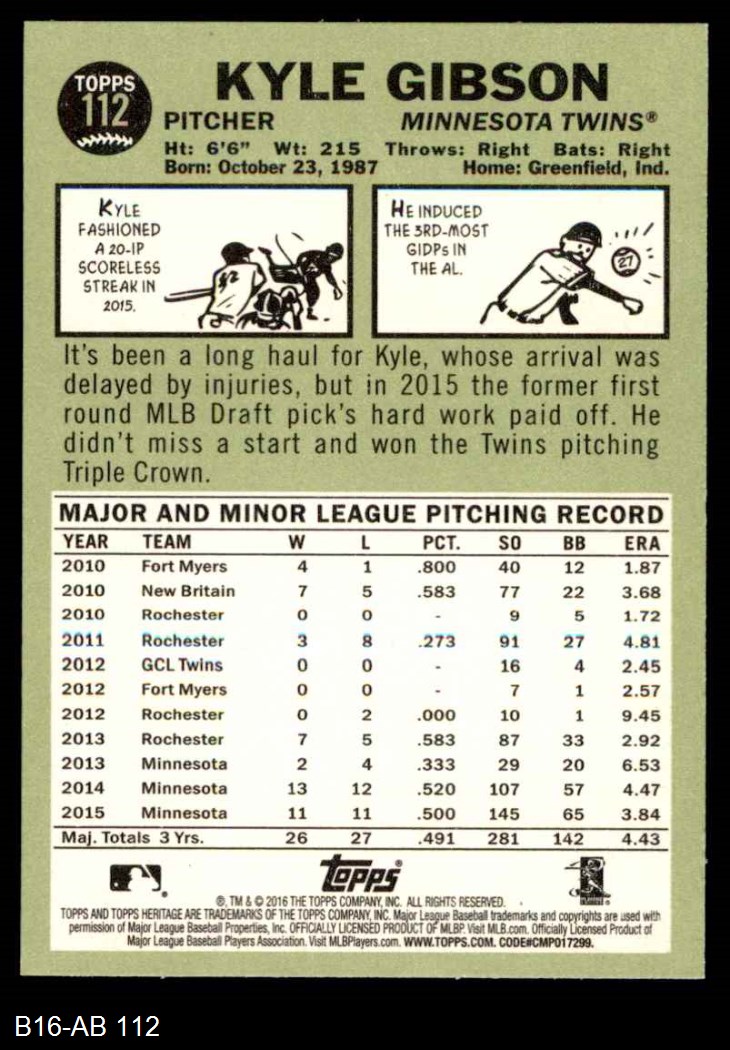 TOPPS
112
KYLE GIBSON
PITCHER MINNESOTA TWINS®
Ht: 6'6" Wt: 215 Throws: Right Bats: Right
Born: October 23, 1987 Home: Greenfield, Ind.
KYLE
FASHIONED
A 20-IP
SCORELESS
STREAK IN
2015.
HE INDUCED
THE 3RD-MOST
GIDPS IN
THE AL.
27
It's been a long haul for Kyle, whose arrival was
delayed by injuries, but in 2015 the former first
round MLB Draft pick's hard work paid off. He
didn't miss a start and won the Twins pitching
Triple Crown.
MAJOR AND MINOR LEAGUE PITCHING RECORD
YEAR TEAM W L PCT. SO BB ERA
2010 Fort Myers 4 1 .800 40 12 1.87
2010 New Britain 7 5 .583 77 22 3.68
2010 Rochester 0 0 - 9 5 1.72
2011 Rochester 3 8 .273 91 27 4.81
2012 GCL Twins 0 0 - 16 4 2.45
2012 Fort Myers 0 0 - 7 1 2.57
2012 Rochester 0 2 .000 10 1 9.45
2013 Rochester 7 5 .583 87 33 2.92
2013 Minnesota 2 4 .333 29 20 6.53
2014 Minnesota 13 12 .520 107 57 4.47
2015 Minnesota 11 11 .500 145 65 3.84
Maj. Totals 3 Yrs. 26 27 .491 281 142 4.43
Topps®
®, TM & © 2016 THE TOPPS COMPANY, INC. ALL RIGHTS RESERVED.
TOPPS AND TOPPS HERITAGE ARE TRADEMARKS OF THE TOPPS COMPANY, INC. Major League Baseball trademarks and copyrights are used with
permission of Major League Baseball Properties, Inc. OFFICIALLY LICENSED PRODUCT OF MLBP. Visit MLB.com. Officially Licensed Product of
Major League Baseball Players Association. Visit MLBPlayers.com. WWW.TOPPS.COM. CODE#CMP017299.
B16-AB 112